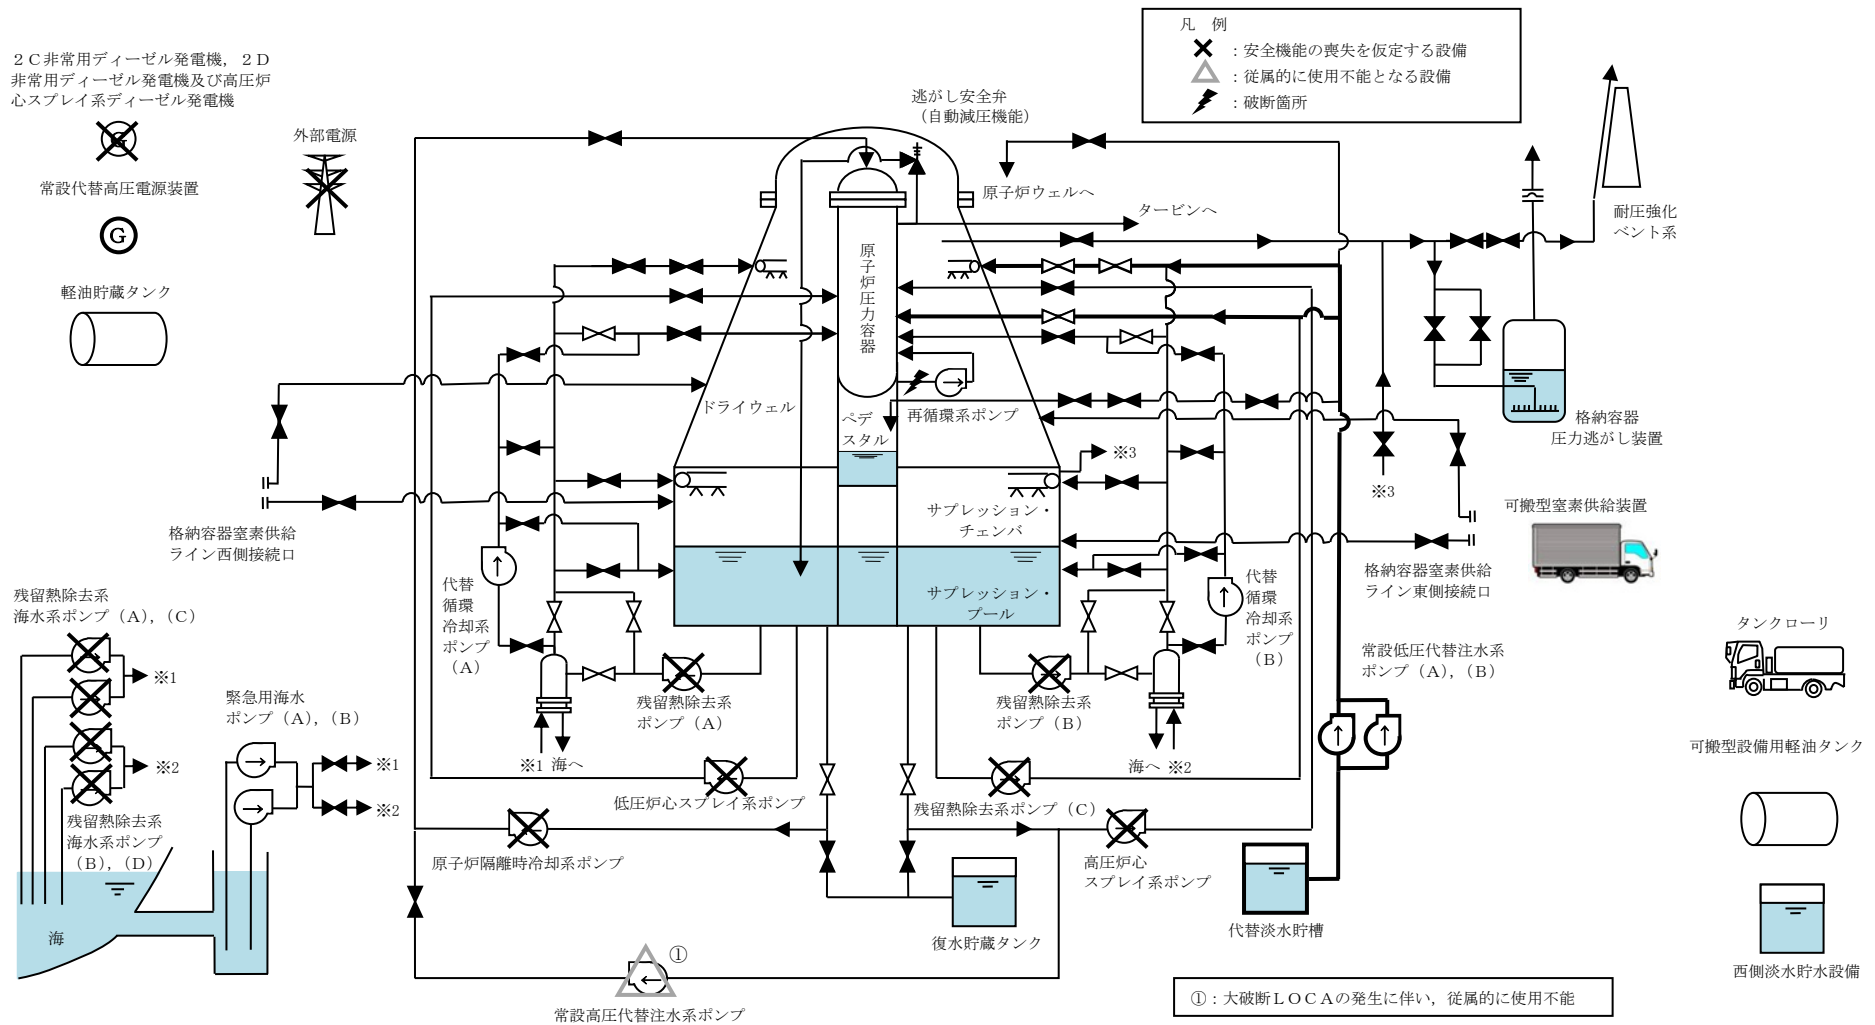 凡　例
：安全機能の喪失を仮定する設備
：従属的に使用不能となる設備
：破断箇所
２Ｃ非常用ディーゼル発電機，２Ｄ
非常用ディーゼル発電機及び高圧炉
心スプレイ系ディーゼル発電機
G
外部電源
常設代替高圧電源装置
G
軽油貯蔵タンク
逃がし安全弁
（自動減圧機能）
原子炉ウェルへ
タービンへ
耐圧強化
ベント系
原子炉圧力容器
ドライウェル
ペデ
スタル
再循環系ポンプ
格納容器
圧力逃がし装置
※3
※3
サプレッション・
チェンバ
サプレッション・
プール
格納容器窒素供給
ライン西側接続口
可搬型窒素供給装置
格納容器窒素供給
ライン東側接続口
代替
循環
冷却系
ポンプ
（A）
代替
循環
冷却系
ポンプ
（B）
残留熱除去系
海水系ポンプ（A），（C）
※1
※2
残留熱除去系
海水系ポンプ
（B），（D）
緊急用海水
ポンプ（A），（B）
※1
※2
海
残留熱除去系
ポンプ（A）
残留熱除去系
ポンプ（B）
※1 海へ
海へ ※2
常設低圧代替注水系
ポンプ（A），（B）
タンクローリ
可搬型設備用軽油タンク
低圧炉心スプレイ系ポンプ
残留熱除去系ポンプ（C）
原子炉隔離時冷却系ポンプ
高圧炉心
スプレイ系ポンプ
復水貯蔵タンク
代替淡水貯槽
西側淡水貯水設備
①
常設高圧代替注水系ポンプ
①：大破断ＬＯＣＡの発生に伴い，従属的に使用不能